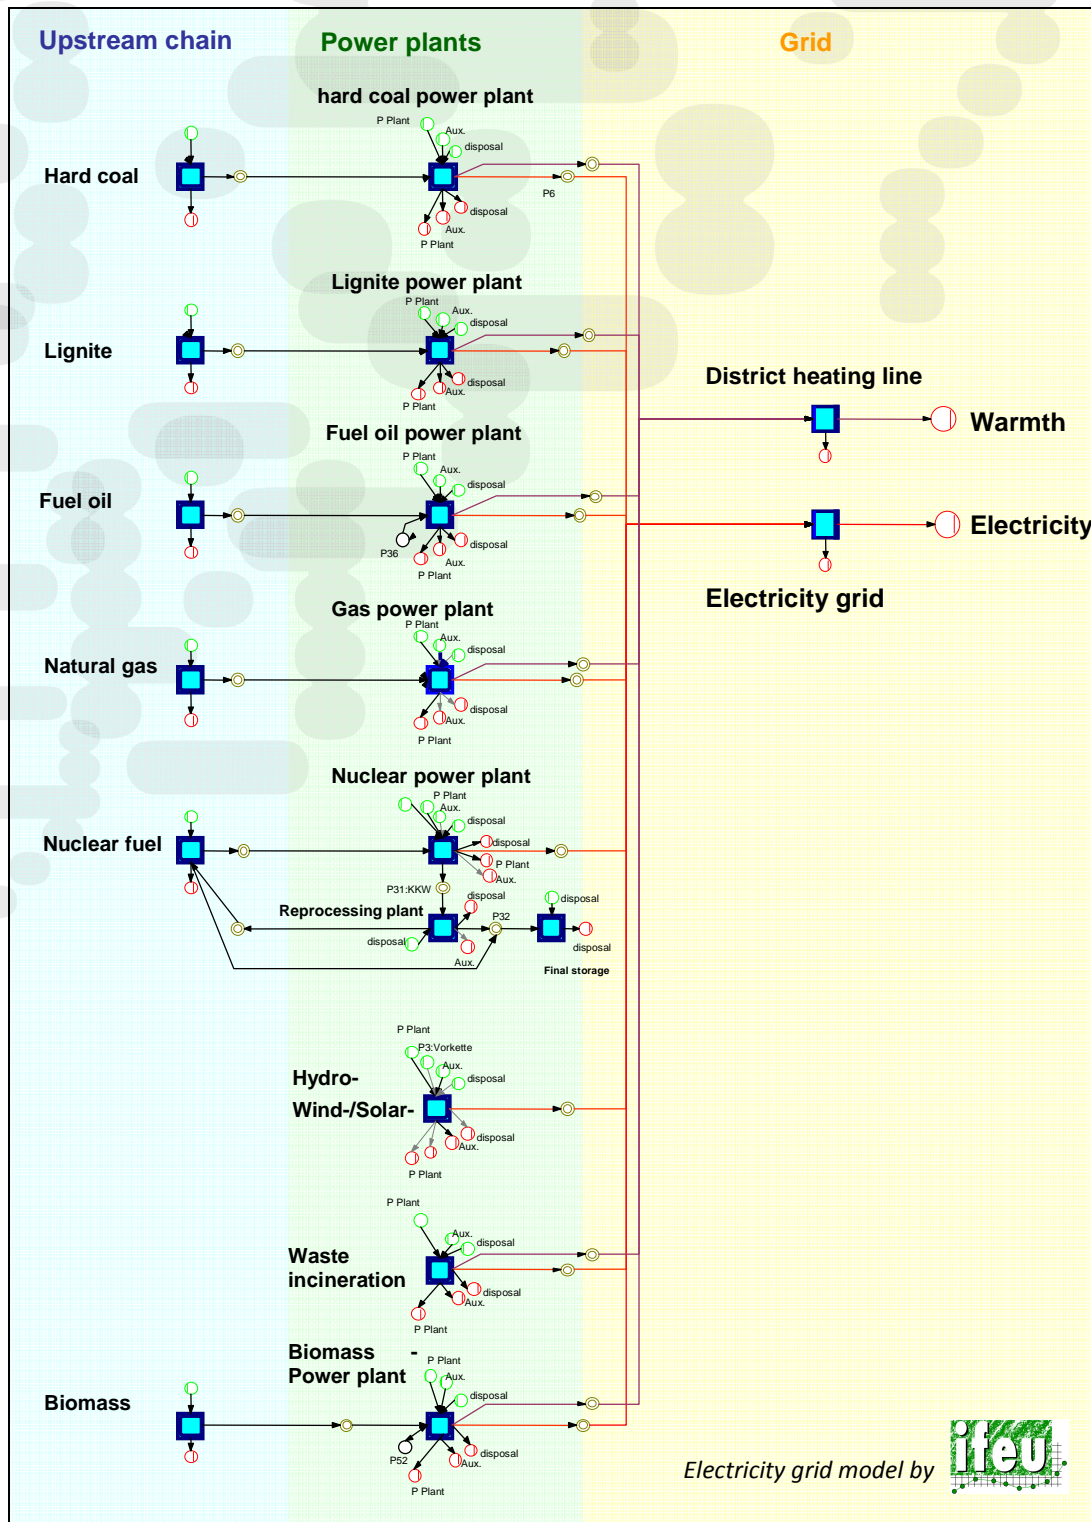 Upstream chain
Power plants
Grid
hard coal power plant
P Plant
Aux.
disposal
Hard coal
P6
disposal
Aux.
P Plant
Lignite power plant
P Plant
Aux.
disposal
Lignite
disposal
Aux.
P Plant
District heating line
Warmth
Fuel oil power plant
P Plant
Aux.
disposal
Fuel oil
P36
disposal
Aux.
P Plant
Electricity
Electricity grid
Gas power plant
P Plant
Aux.
disposal
Natural gas
disposal
Aux.
P Plant
Nuclear power plant
P Plant
Aux.
disposal
Nuclear fuel
disposal
P Plant
Aux.
P31:KKW
disposal
disposal
Reprocessing plant
P32
disposal
disposal
Aux.
Final storage
P Plant
P3:Vorkette
Aux.
disposal
Hydro-
Wind-/Solar-
disposal
Aux.
P Plant
P Plant
Aux.
disposal
Waste
incineration
disposal
Aux.
P Plant
Biomass -
Power plant
P Plant
Aux.
disposal
Biomass
P52
disposal
Aux.
P Plant
Electricity grid model by
ifeu